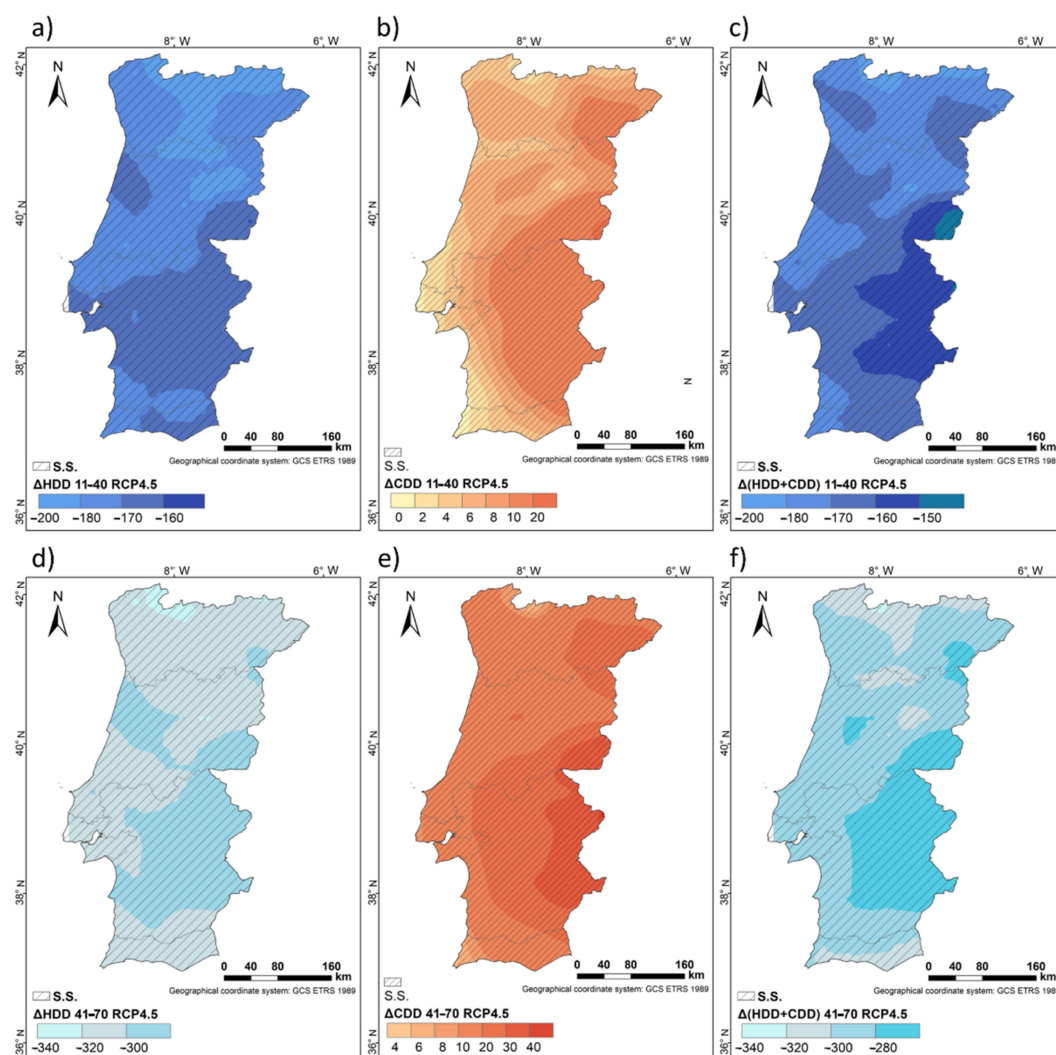 a)
8° W
6° W
42° N
N
40° N
38° N
36° N
0 40 80 160
km
Geographical coordinate system: GCS ETRS 1989
S.S.
ΔHDD 11–40 RCP4.5
−200 −180 −170 −160
b)
8° W
6° W
42° N
N
40° N
38° N
36° N
N
0 40 80 160
km
Geographical coordinate system: GCS ETRS 1989
S.S.
ΔCDD 11–40 RCP4.5
0 2 4 6 8 10 20
c)
8° W
6° W
42° N
N
40° N
38° N
36° N
0 40 80 160
km
Geographical coordinate system: GCS ETRS 1989
S.S.
Δ(HDD+CDD) 11–40 RCP4.5
−200 −180 −170 −160 −150
d)
8° W
6° W
42° N
N
40° N
38° N
36° N
0 40 80 160
km
Geographical coordinate system: GCS ETRS 1989
S.S.
ΔHDD 41–70 RCP4.5
−340 −320 −300
e)
8° W
6° W
42° N
N
40° N
38° N
36° N
0 40 80 160
km
Geographical coordinate system: GCS ETRS 1989
S.S.
ΔCDD 41–70 RCP4.5
4 6 8 10 20 30 40
f)
8° W
6° W
42° N
N
40° N
38° N
36° N
0 40 80 160
km
Geographical coordinate system: GCS ETRS 1989
S.S.
Δ(HDD+CDD) 41–70 RCP4.5
−340 −320 −300 −280